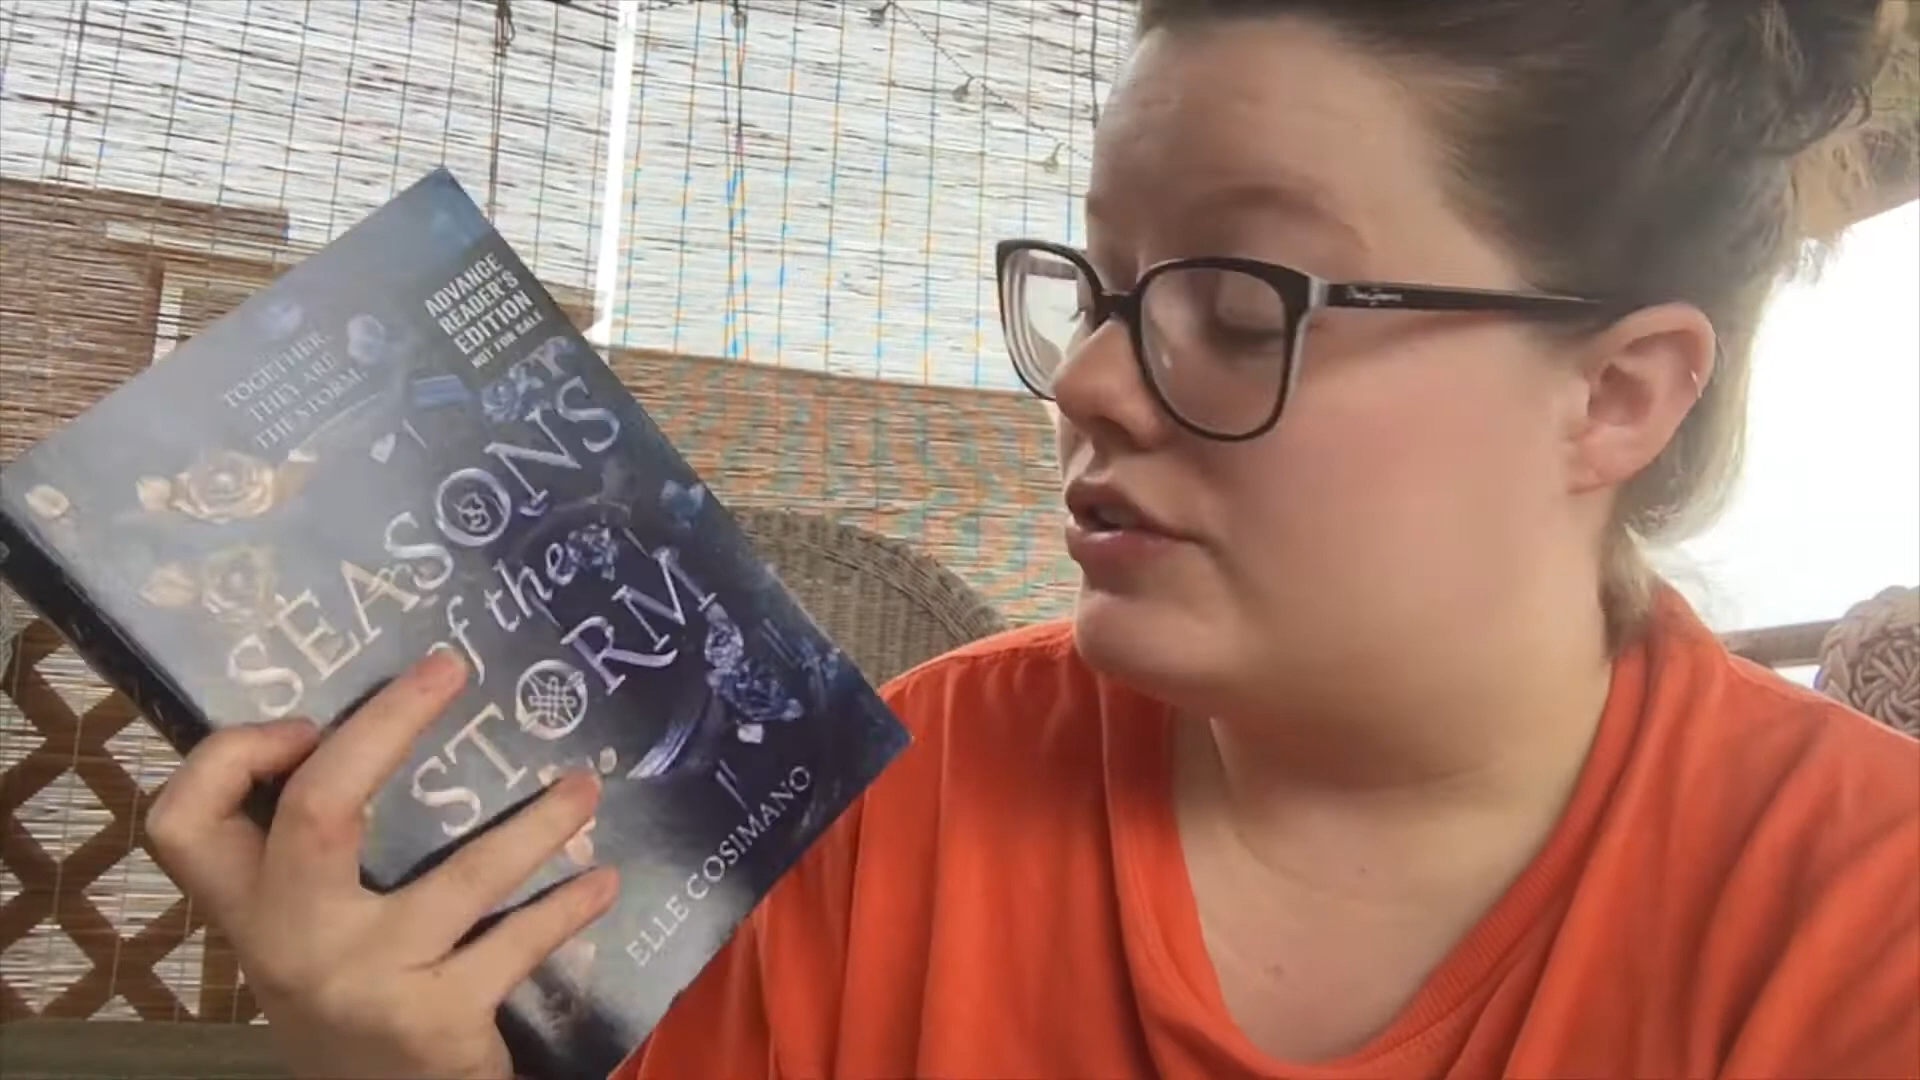 ADVANCE
READER'S
EDITION
NOT FOR SALE
TOGETHER,
THEY ARE
THE STORM.
SEASONS
of the
STORM
ELLE COSIMANO